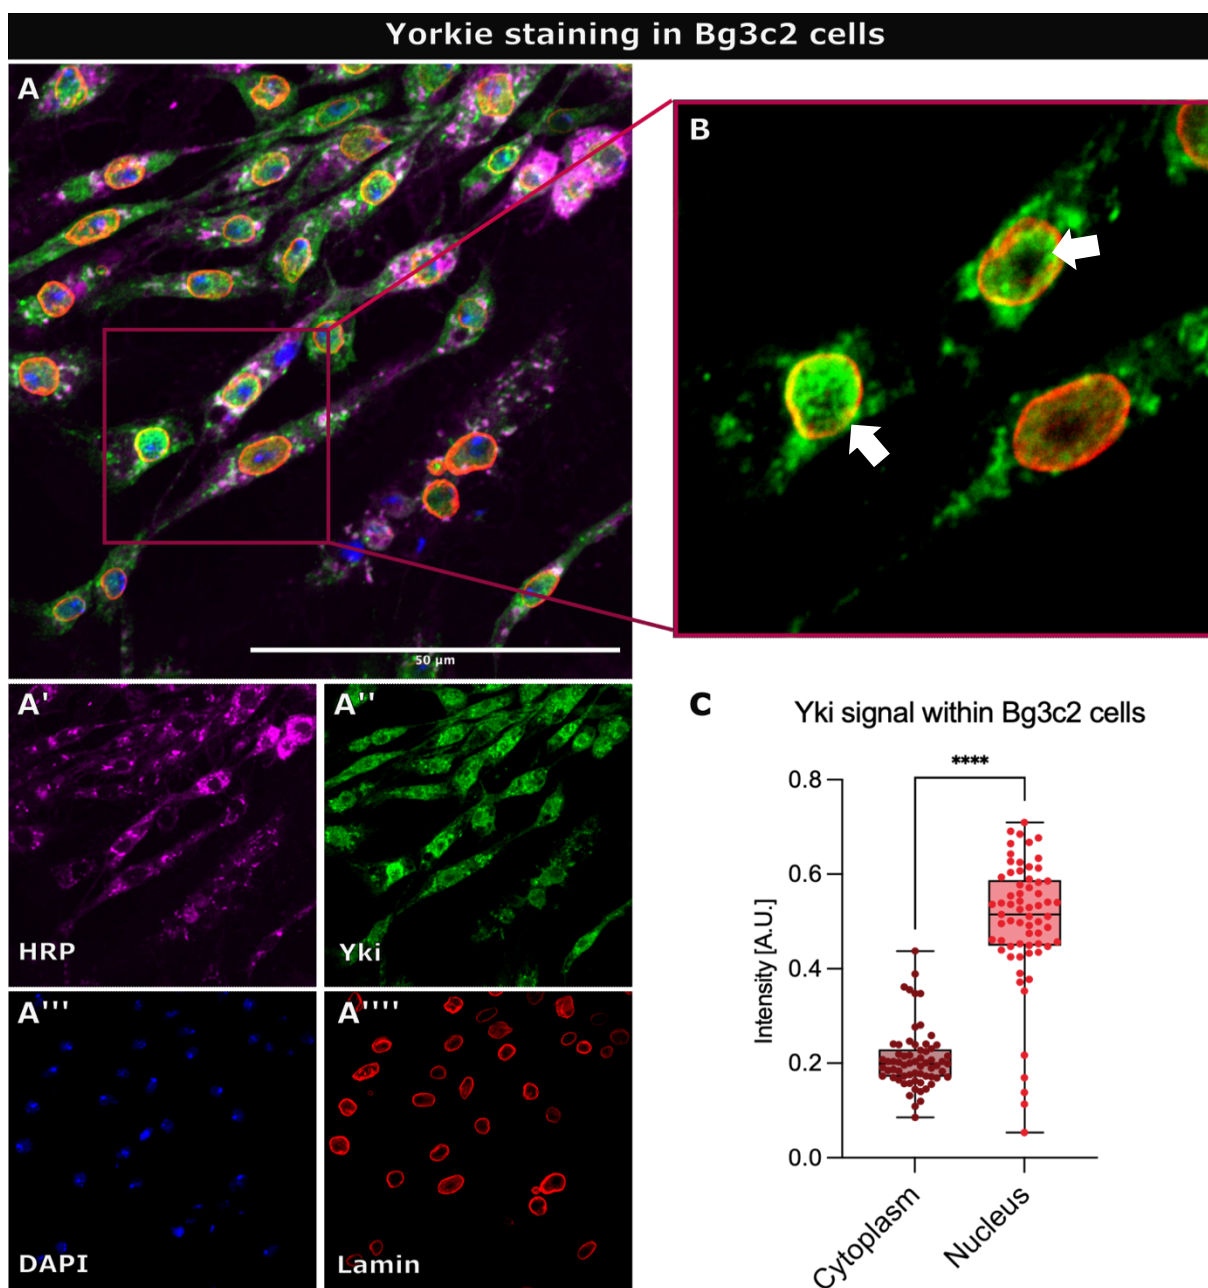 Yorkie staining in Bg3c2 cells
A
B
50 µm
A'
A''
HRP
Yki
A'''
A''''
DAPI
Lamin
C
Yki signal within Bg3c2 cells
****
0.8
0.6
0.4
0.2
0.0
Intensity [A.U.]
Cytoplasm
Nucleus